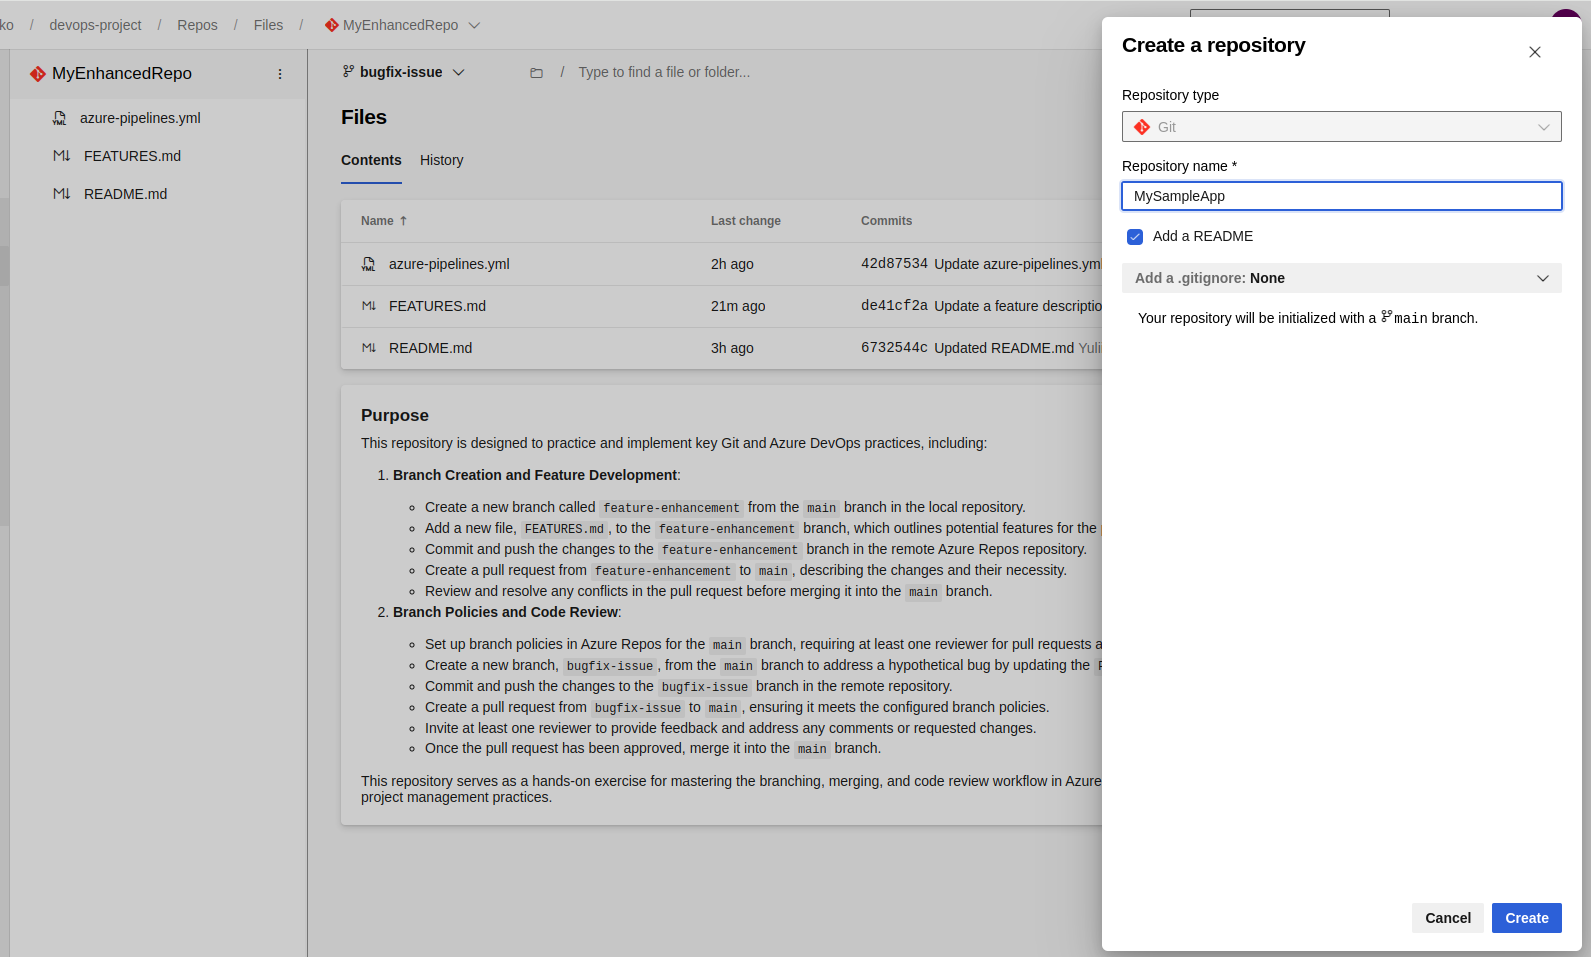 ko / devops-project / Repos / Files / MyEnhancedRepo
MyEnhancedRepo
azure-pipelines.yml
FEATURES.md
README.md
bugfix-issue
/ Type to find a file or folder...
Files
Contents History
Name ↑ Last change Commits
azure-pipelines.yml 2h ago 42d87534 Update azure-pipelines.yml
FEATURES.md 21m ago de41cf2a Update a feature descriptio
README.md 3h ago 6732544c Updated README.md Yuli
Purpose
This repository is designed to practice and implement key Git and Azure DevOps practices, including:
1. Branch Creation and Feature Development:
Create a new branch called feature-enhancement from the main branch in the local repository.
Add a new file, FEATURES.md, to the feature-enhancement branch, which outlines potential features for the
Commit and push the changes to the feature-enhancement branch in the remote Azure Repos repository.
Create a pull request from feature-enhancement to main, describing the changes and their necessity.
Review and resolve any conflicts in the pull request before merging it into the main branch.
2. Branch Policies and Code Review:
Set up branch policies in Azure Repos for the main branch, requiring at least one reviewer for pull requests a
Create a new branch, bugfix-issue, from the main branch to address a hypothetical bug by updating the
Commit and push the changes to the bugfix-issue branch in the remote repository.
Create a pull request from bugfix-issue to main, ensuring it meets the configured branch policies.
Invite at least one reviewer to provide feedback and address any comments or requested changes.
Once the pull request has been approved, merge it into the main branch.
This repository serves as a hands-on exercise for mastering the branching, merging, and code review workflow in Azure
project management practices.
Create a repository
Repository type
Git
Repository name *
MySampleApp
Add a README
Add a .gitignore: None
Your repository will be initialized with a main branch.
Cancel Create